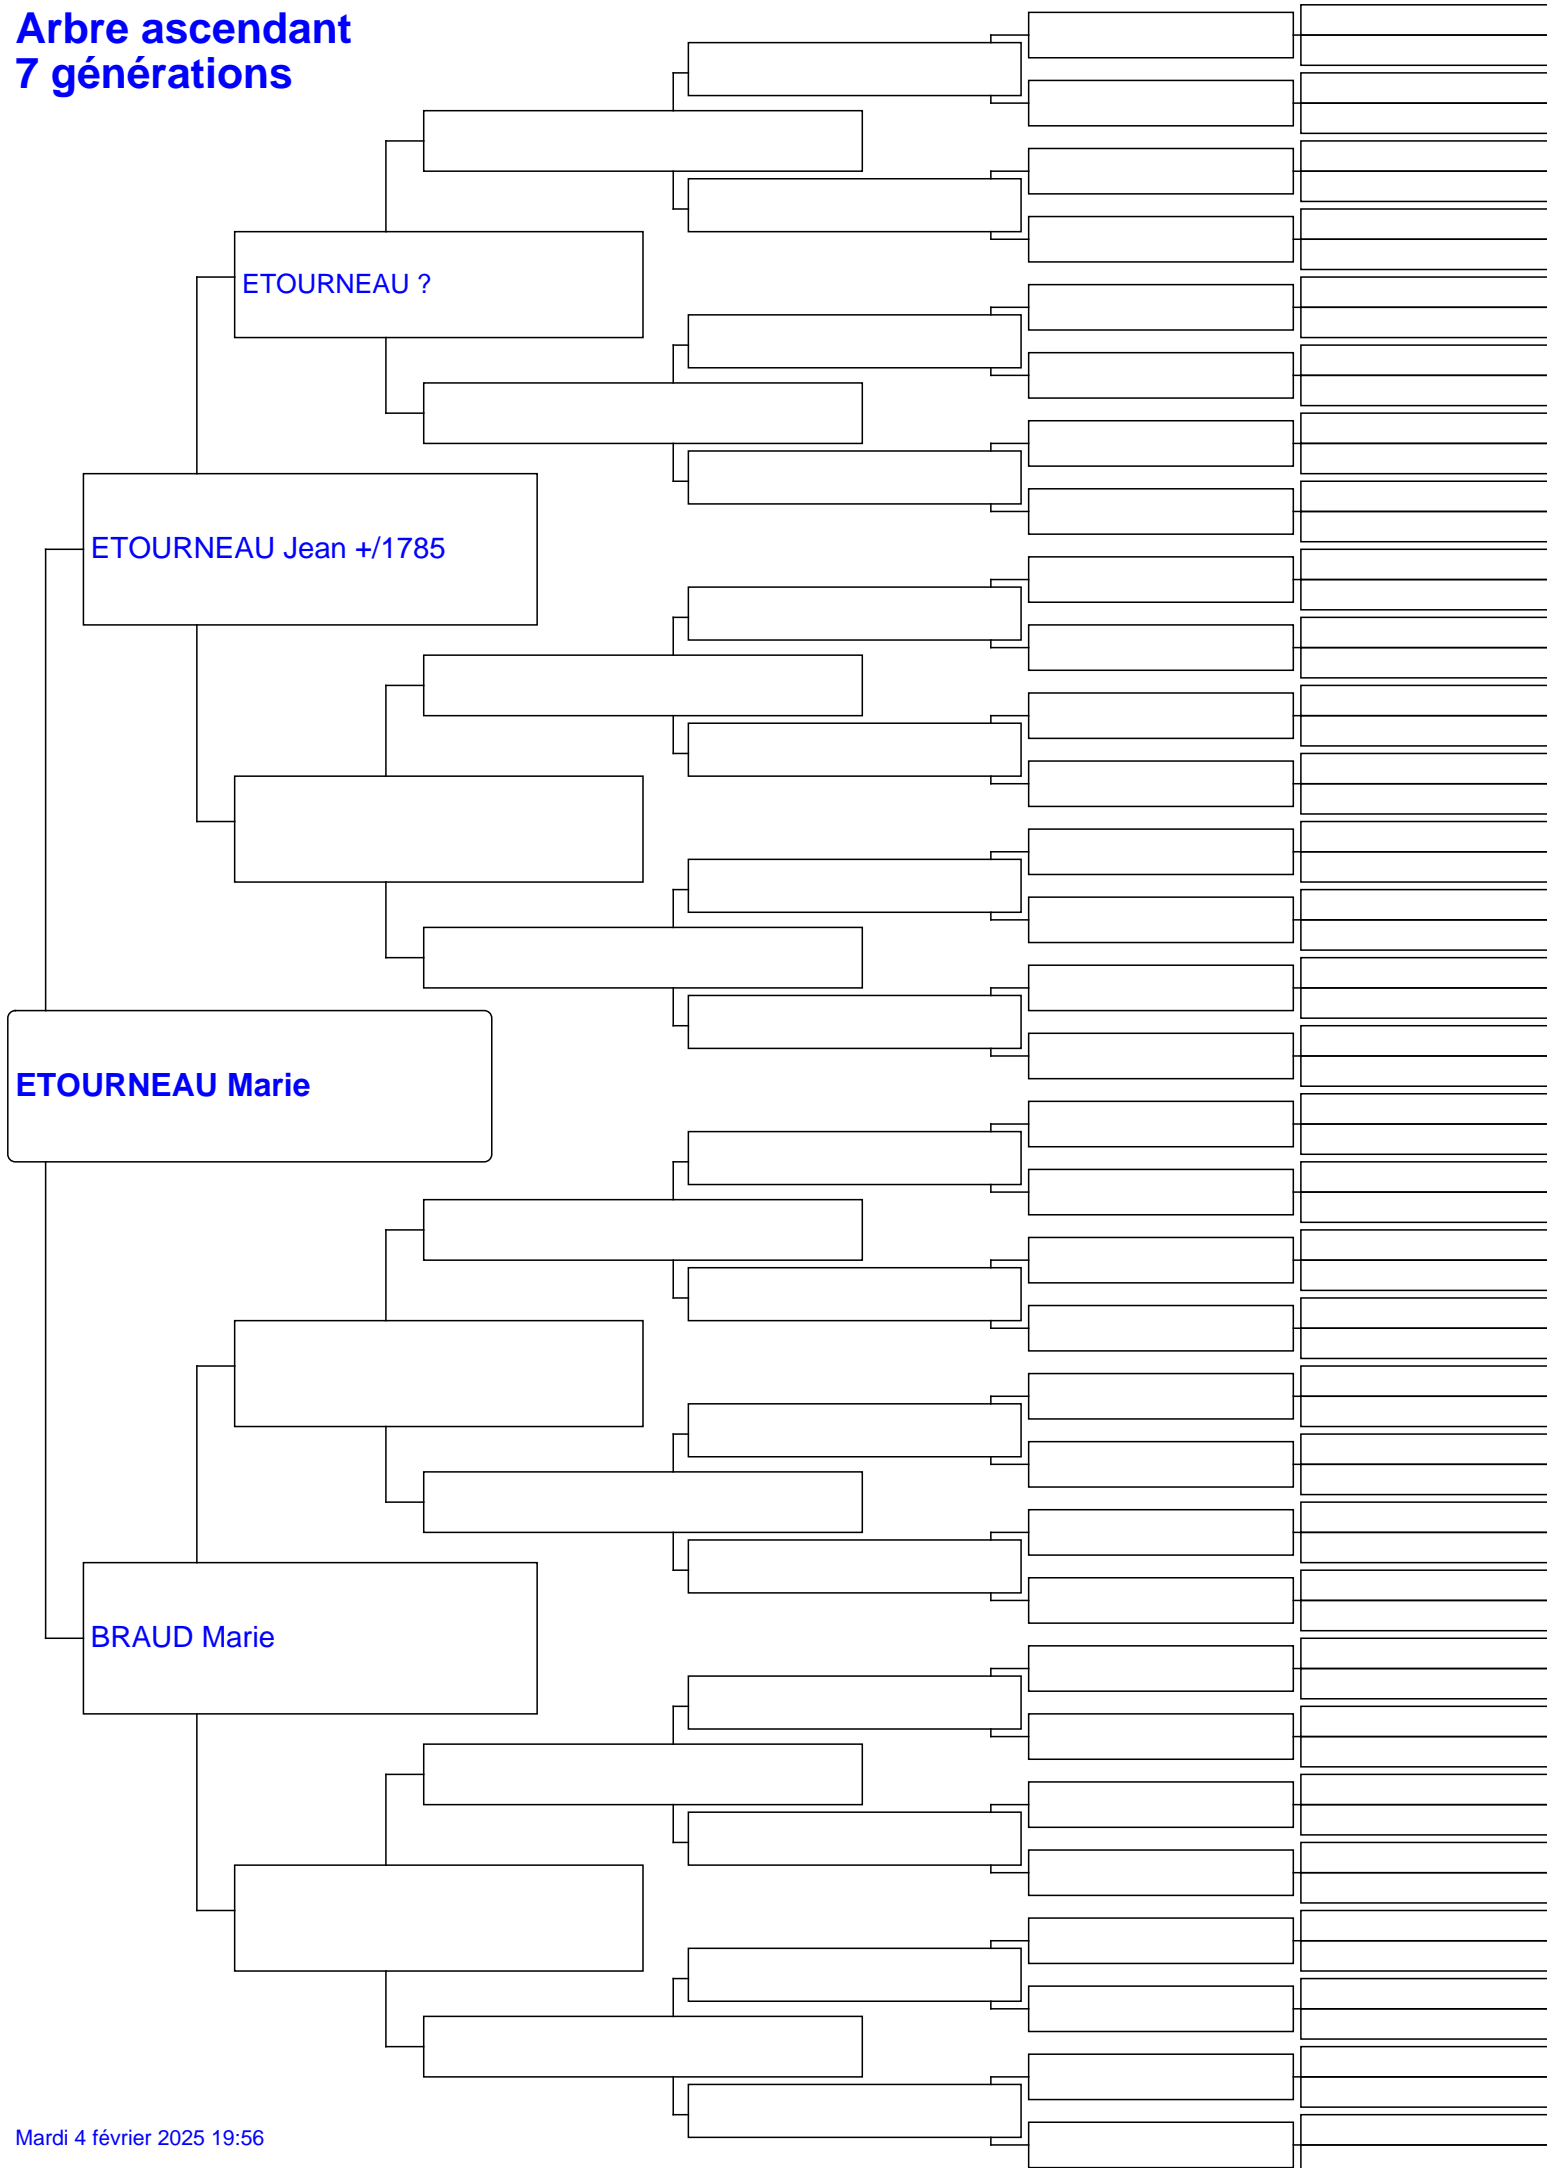 Arbre ascendant
7 générations
ETOURNEAU ?
ETOURNEAU Jean +/1785
ETOURNEAU Marie
BRAUD Marie
Mardi 4 février 2025 19:56